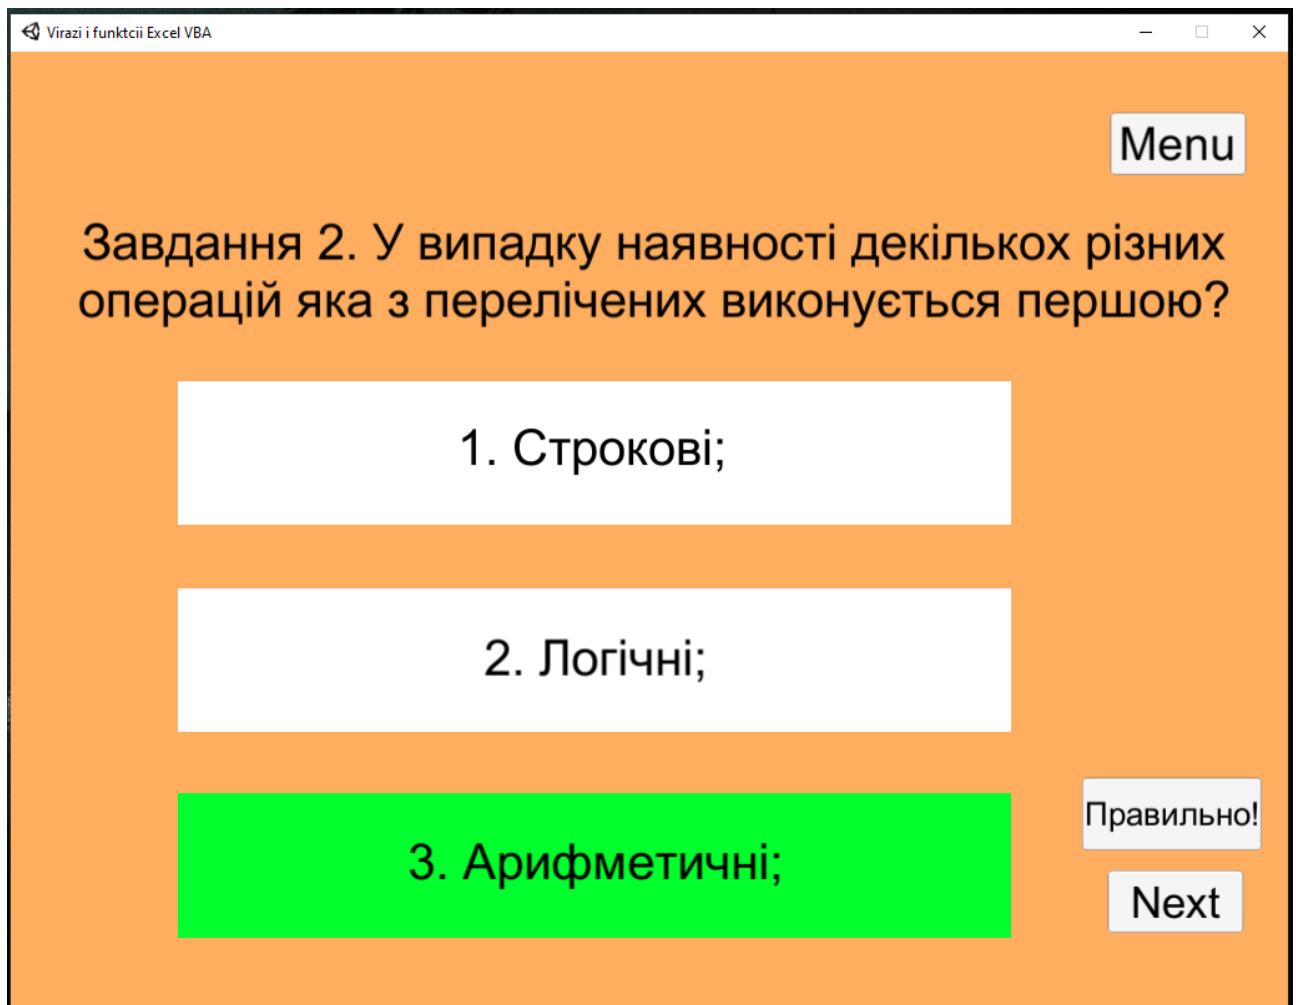 Virazi i funktcii Excel VBA
Menu
Завдання 2. У випадку наявності декількох різних
операцій яка з перелічених виконується першою?
1. Строкові;
2. Логічні;
3. Арифметичні;
Правильно!
Next